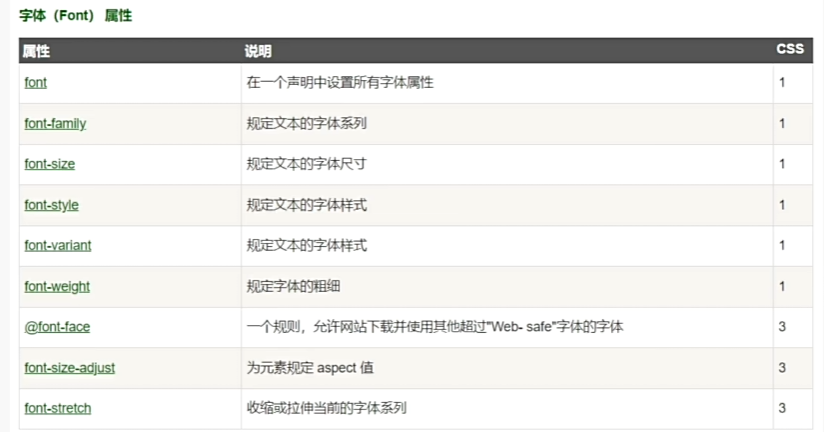 字体（Font） 属性
属性 说明 CSS
font 在一个声明中设置所有字体属性 1
font-family 规定文本的字体系列 1
font-size 规定文本的字体尺寸 1
font-style 规定文本的字体样式 1
font-variant 规定文本的字体样式 1
font-weight 规定字体的粗细 1
@font-face 一个规则，允许网站下载并使用其他超过"Web- safe"字体的字体 3
font-size-adjust 为元素规定 aspect 值 3
font-stretch 收缩或拉伸当前的字体系列 3